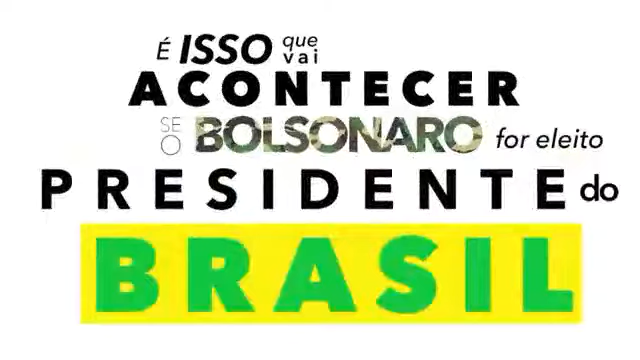 É ISSO que vai
ACONTECER
SE O BOLSONARO for eleito
PRESIDENTE do
BRASIL